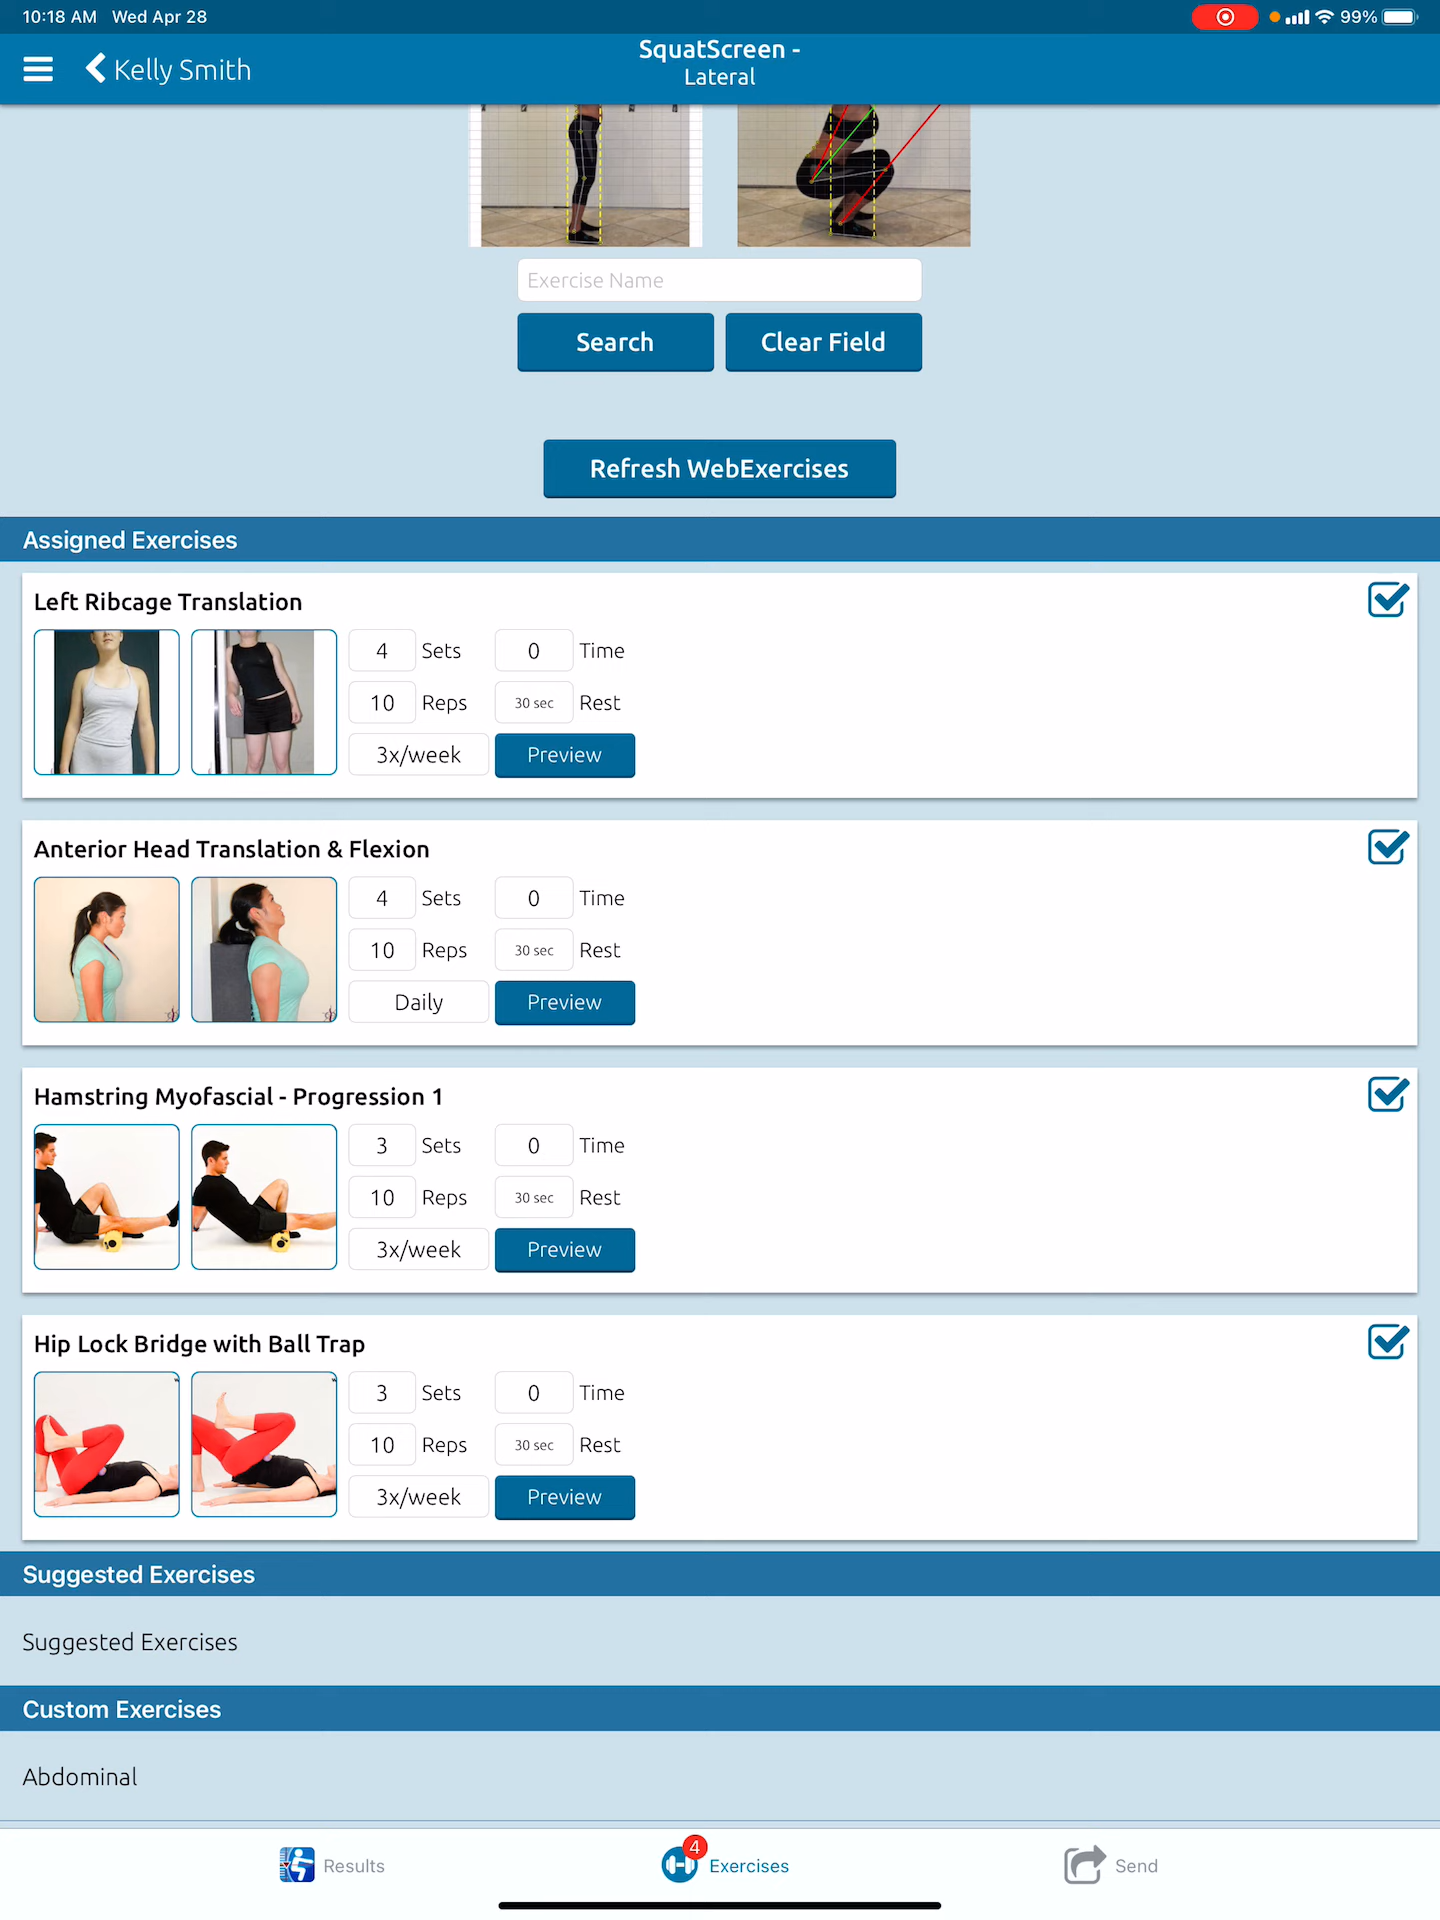 10:18 AM Wed Apr 28
99%
Kelly Smith
SquatScreen -
Lateral
Exercise Name
Search Clear Field
Refresh WebExercises
Assigned Exercises
Left Ribcage Translation
4 Sets 0 Time
10 Reps 30 sec Rest
3x/week Preview
Anterior Head Translation & Flexion
4 Sets 0 Time
10 Reps 30 sec Rest
Daily Preview
Hamstring Myofascial - Progression 1
3 Sets 0 Time
10 Reps 30 sec Rest
3x/week Preview
Hip Lock Bridge with Ball Trap
3 Sets 0 Time
10 Reps 30 sec Rest
3x/week Preview
Suggested Exercises
Suggested Exercises
Custom Exercises
Abdominal
Results 4 Exercises Send